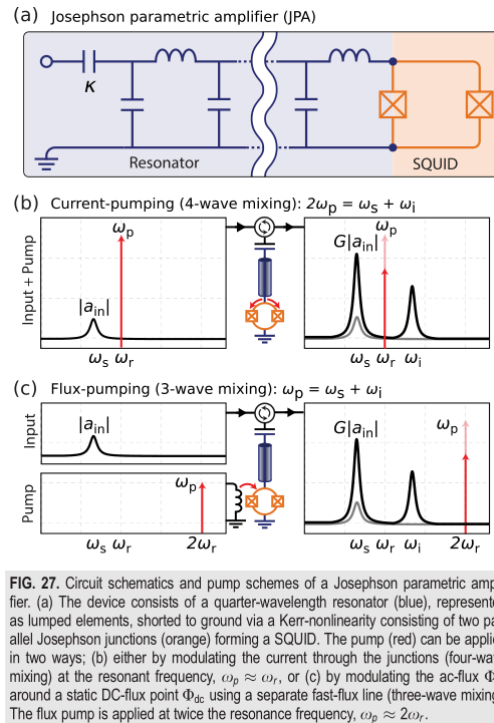 (a) Josephson parametric amplifier (JPA)
K
Resonator
SQUID
(b) Current-pumping (4-wave mixing): 2ωp = ωs + ωi
Input + Pump
ωp
|ain|
ωs ωr
ωp
G|ain|
ωs ωr ωi
(c) Flux-pumping (3-wave mixing): ωp = ωs + ωi
Input
|ain|
Pump
ωp
ωs ωr 2ωr
G|ain|
ωp
ωs ωr ωi 2ωr
FIG. 27. Circuit schematics and pump schemes of a Josephson parametric amp
fier. (a) The device consists of a quarter-wavelength resonator (blue), represente
as lumped elements, shorted to ground via a Kerr-nonlinearity consisting of two pa
allel Josephson junctions (orange) forming a SQUID. The pump (red) can be applie
in two ways; (b) either by modulating the current through the junctions (four-wav
mixing) at the resonant frequency, ωp ≈ ωr, or (c) by modulating the ac-flux Φ
around a static DC-flux point Φdc using a separate fast-flux line (three-wave mixing
The flux pump is applied at twice the resonance frequency, ωp ≈ 2ωr.